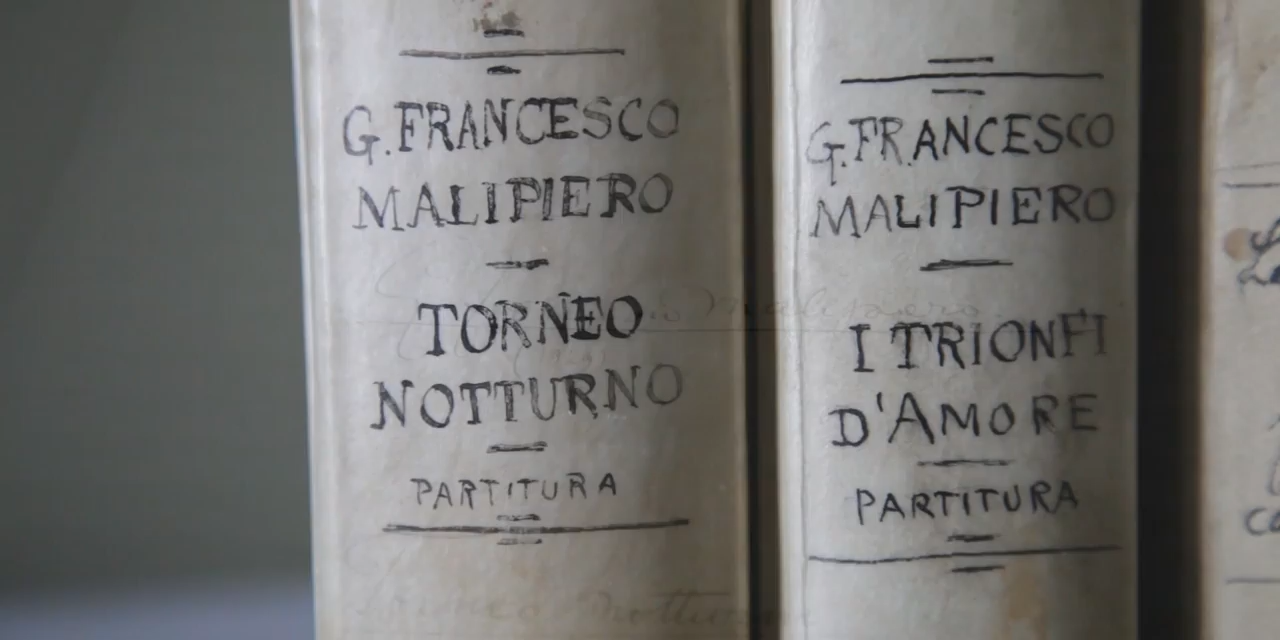 G. FRANCESCO
MALIPIERO
TORNEO
NOTTURNO
PARTITURA
G. FRANCESCO
MALIPIERO
I TRIONFI
D'AMORE
PARTITURA